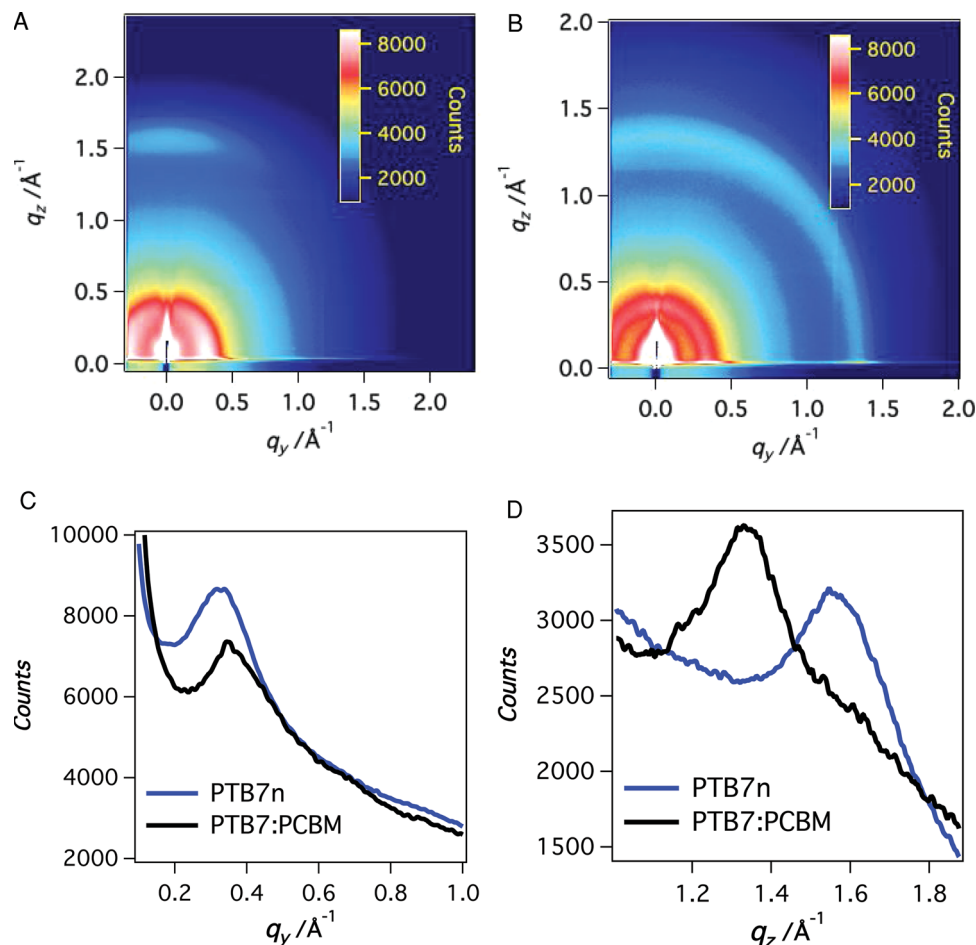 A
2.0
1.5
1.0
0.5
0.0
q_z /Å⁻¹
8000
6000
4000
2000
Counts
0.0 0.5 1.0 1.5 2.0
q_y /Å⁻¹
B
2.0
1.5
1.0
0.5
0.0
q_z /Å⁻¹
8000
6000
4000
2000
Counts
0.0 0.5 1.0 1.5 2.0
q_y /Å⁻¹
C
10000
8000
6000
4000
2000
Counts
PTB7n
PTB7:PCBM
0.2 0.4 0.6 0.8 1.0
q_y /Å⁻¹
D
3500
3000
2500
2000
1500
Counts
PTB7n
PTB7:PCBM
1.2 1.4 1.6 1.8
q_z /Å⁻¹